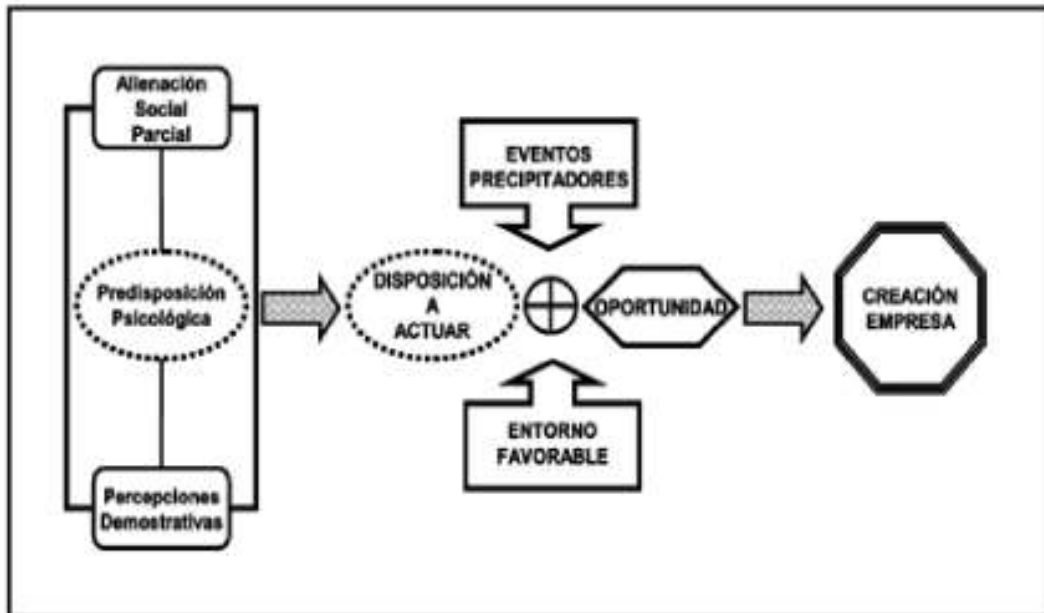 Alienación
Social
Parcial
EVENTOS
PRECIPITADORES
Predisposición
Psicológica
DISPOSICIÓN
A
ACTUAR
OPORTUNIDAD
CREACIÓN
EMPRESA
ENTORNO
FAVORABLE
Percepciones
Demostrativas